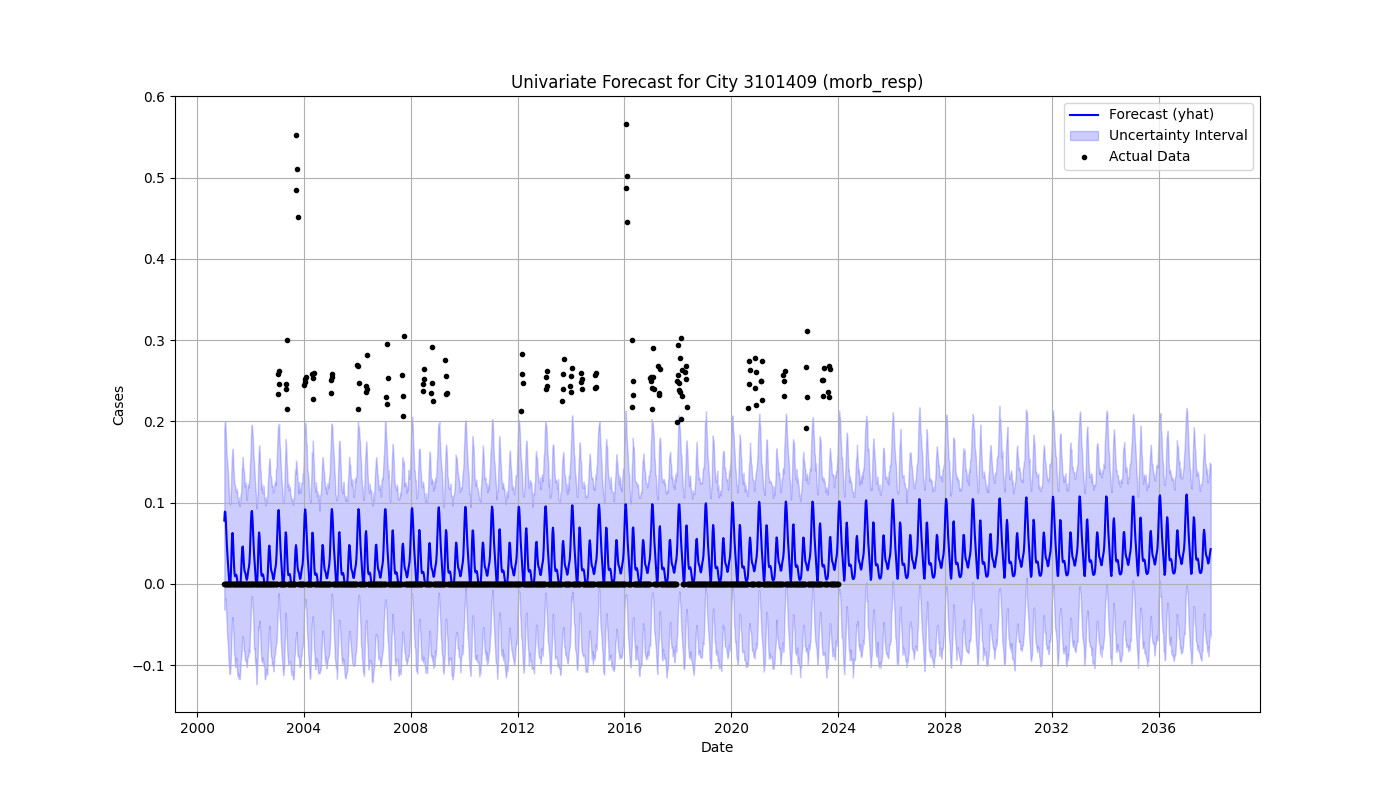 Univariate Forecast for City 3101409 (morb_resp)
Forecast (yhat)
Uncertainty Interval
Actual Data
Cases
0.6
0.5
0.4
0.3
0.2
0.1
0.0
−0.1
2000 2004 2008 2012 2016 2020 2024 2028 2032 2036
Date